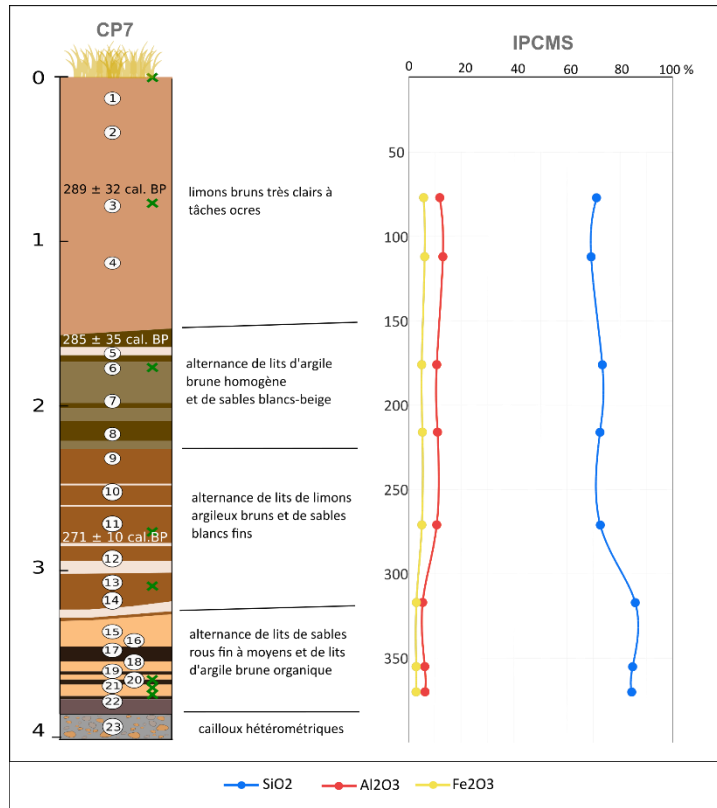 CP7
IPCMS
0
0 20 40 60 80 100 %
1
2
50
289 ± 32 cal. BP
3
limons bruns très clairs à
tâches ocres
100
1
4
150
285 ± 35 cal. BP
5
6
alternance de lits d'argile
brune homogène
et de sables blancs-beige
2
7
200
8
9
250
10
alternance de lits de limons
argileux bruns et de sables
blancs fins
11
271 ± 10 cal.BP
12
3
13
300
14
15
16
alternance de lits de sables
roux fin à moyens et de lits
d'argile brune organique
17
18
19
20
350
21
22
4
23
cailloux hétérométriques
SiO2 Al2O3 Fe2O3